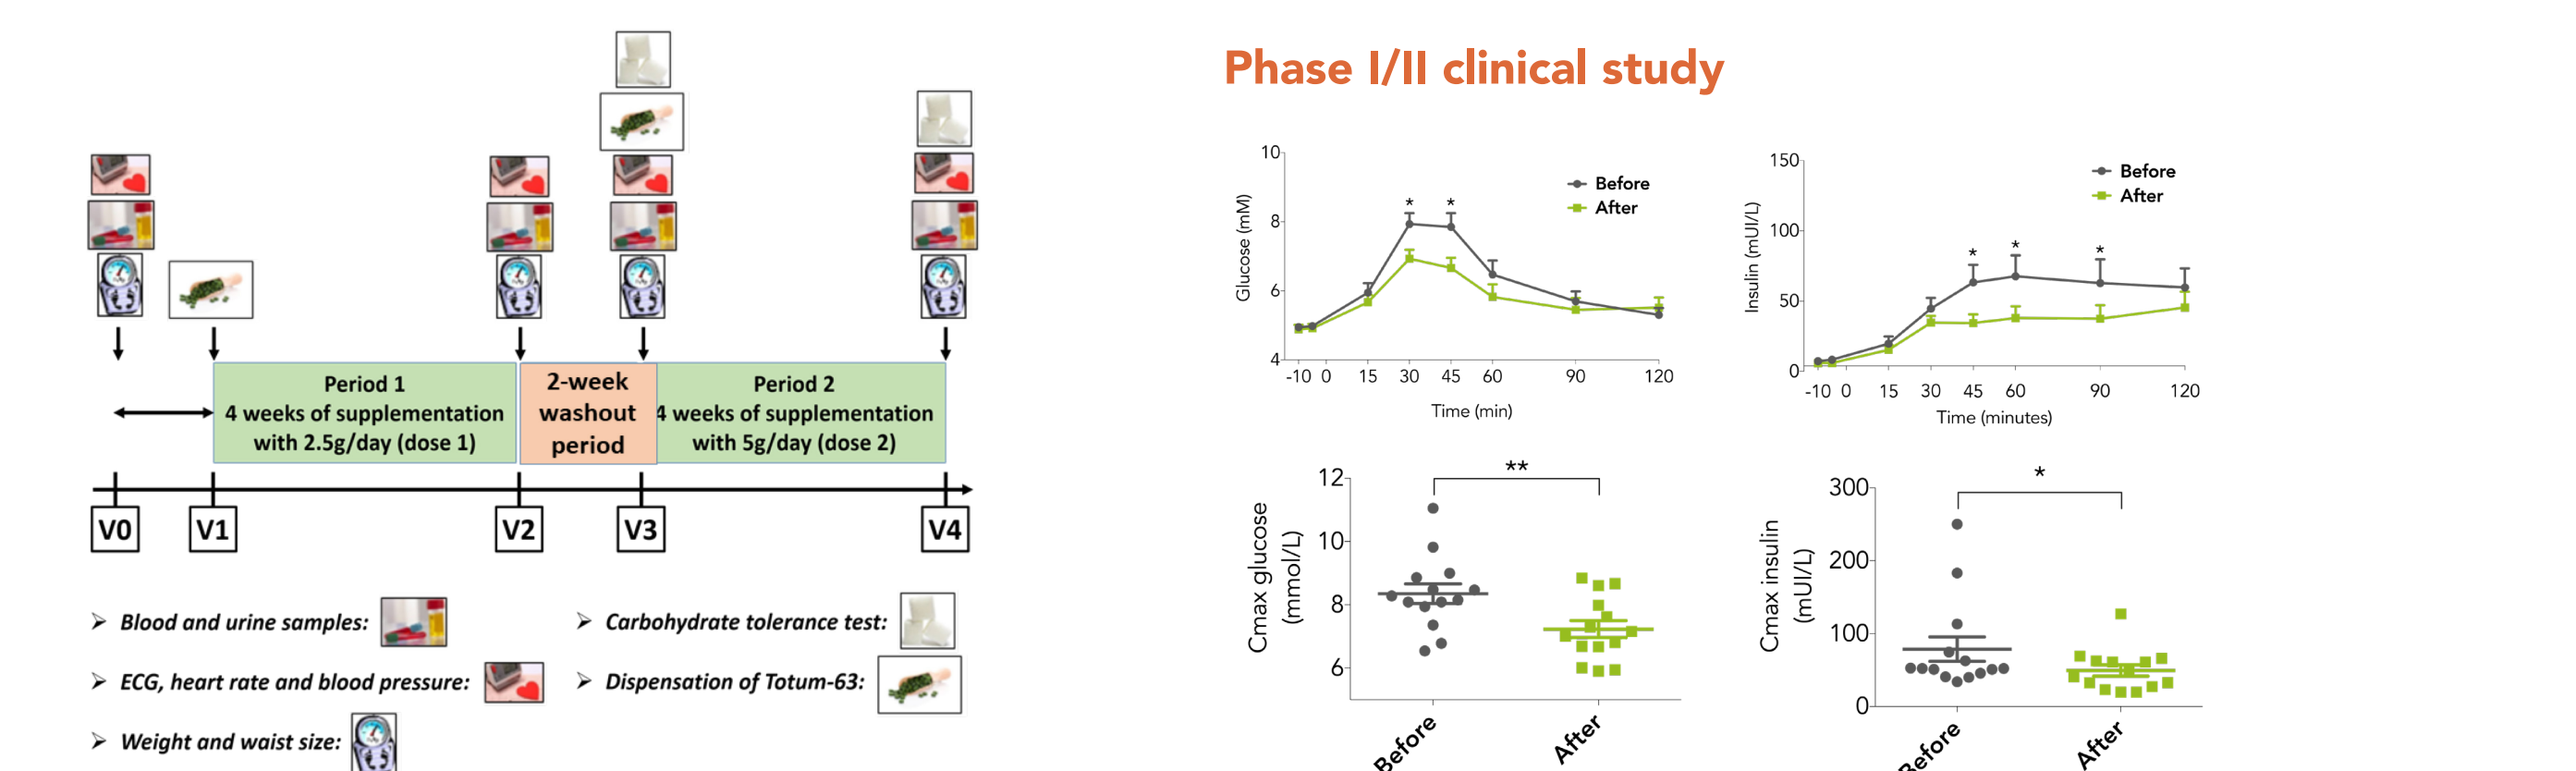 Period 1
4 weeks of supplementation
with 2.5g/day (dose 1)
2-week
washout
period
Period 2
4 weeks of supplementation
with 5g/day (dose 2)
V0
V1
V2
V3
V4
➢ Blood and urine samples:
➢ ECG, heart rate and blood pressure:
➢ Weight and waist size:
➢ Carbohydrate tolerance test:
➢ Dispensation of Totum-63:
Phase I/II clinical study
Glucose (mM)
10
8
6
4
* *
Before
After
-10 0 15 30 45 60 90 120
Time (min)
Insulin (mUI/L)
150
100
50
0
* * *
Before
After
-10 0 15 30 45 60 90 120
Time (minutes)
Cmax glucose
(mmol/L)
12
10
8
6
**
Before
After
Cmax insulin
(mUI/L)
300
200
100
0
*
Before
After